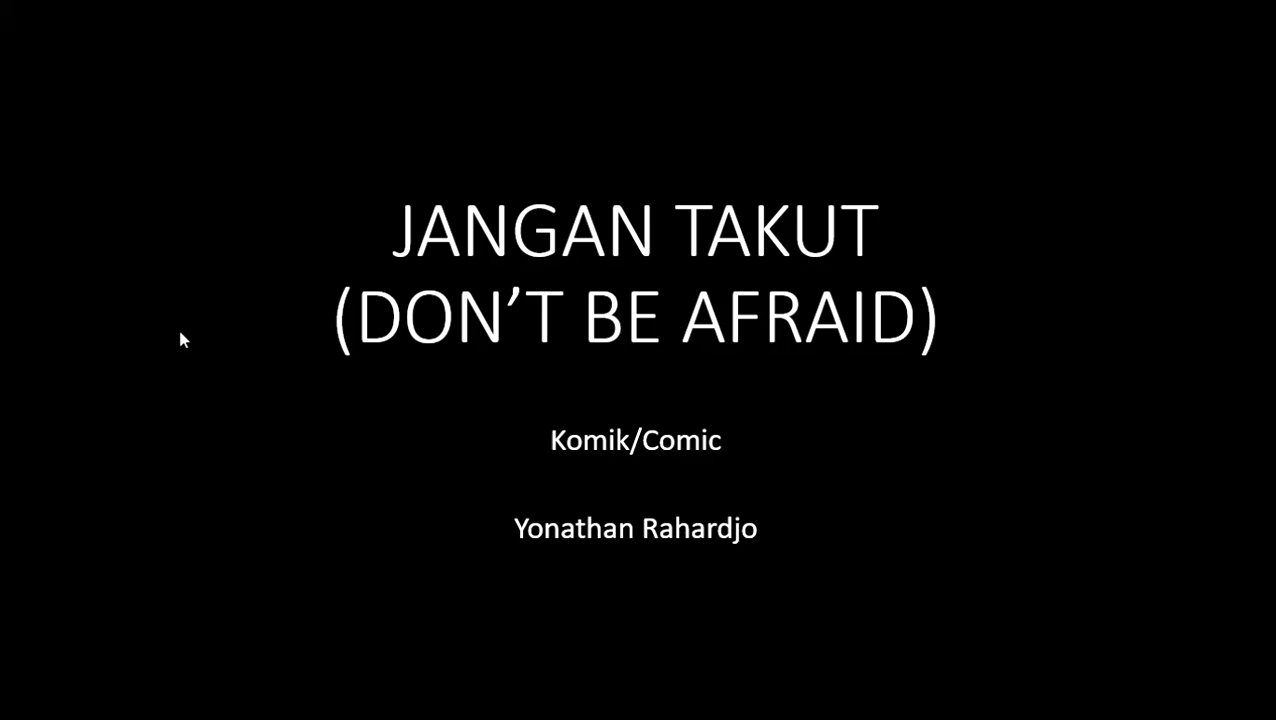 JANGAN TAKUT
(DON’T BE AFRAID)
Komik/Comic
Yonathan Rahardjo